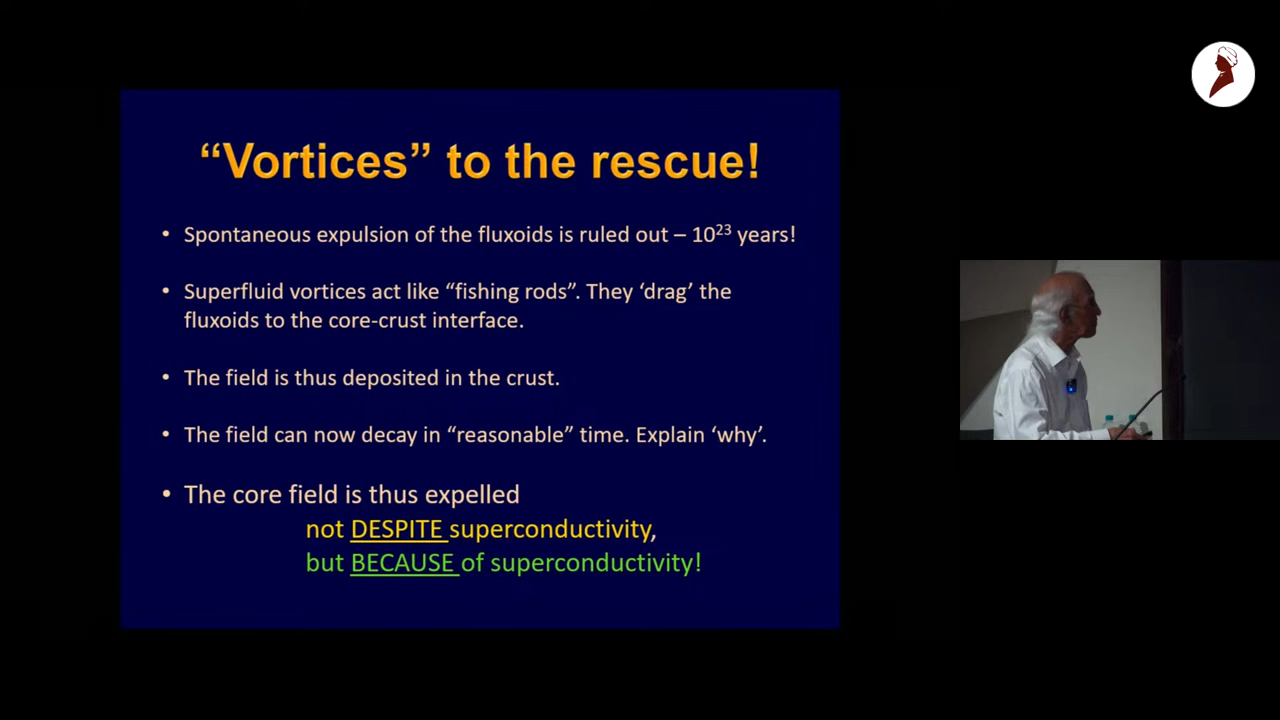 “Vortices” to the rescue!
• Spontaneous expulsion of the fluxoids is ruled out – 10²³ years!
• Superfluid vortices act like “fishing rods”. They ‘drag’ the
fluxoids to the core-crust interface.
• The field is thus deposited in the crust.
• The field can now decay in “reasonable” time. Explain ‘why’.
• The core field is thus expelled
not DESPITE superconductivity,
but BECAUSE of superconductivity!